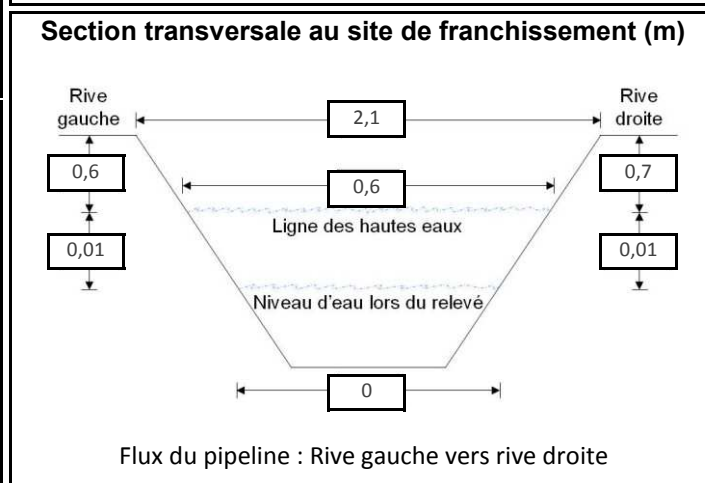 Section transversale au site de franchissement (m)
Rive
gauche
2,1
Rive
droite
0,6
0,6
0,7
Ligne des hautes eaux
0,01
0,01
Niveau d'eau lors du relevé
0
Flux du pipeline : Rive gauche vers rive droite